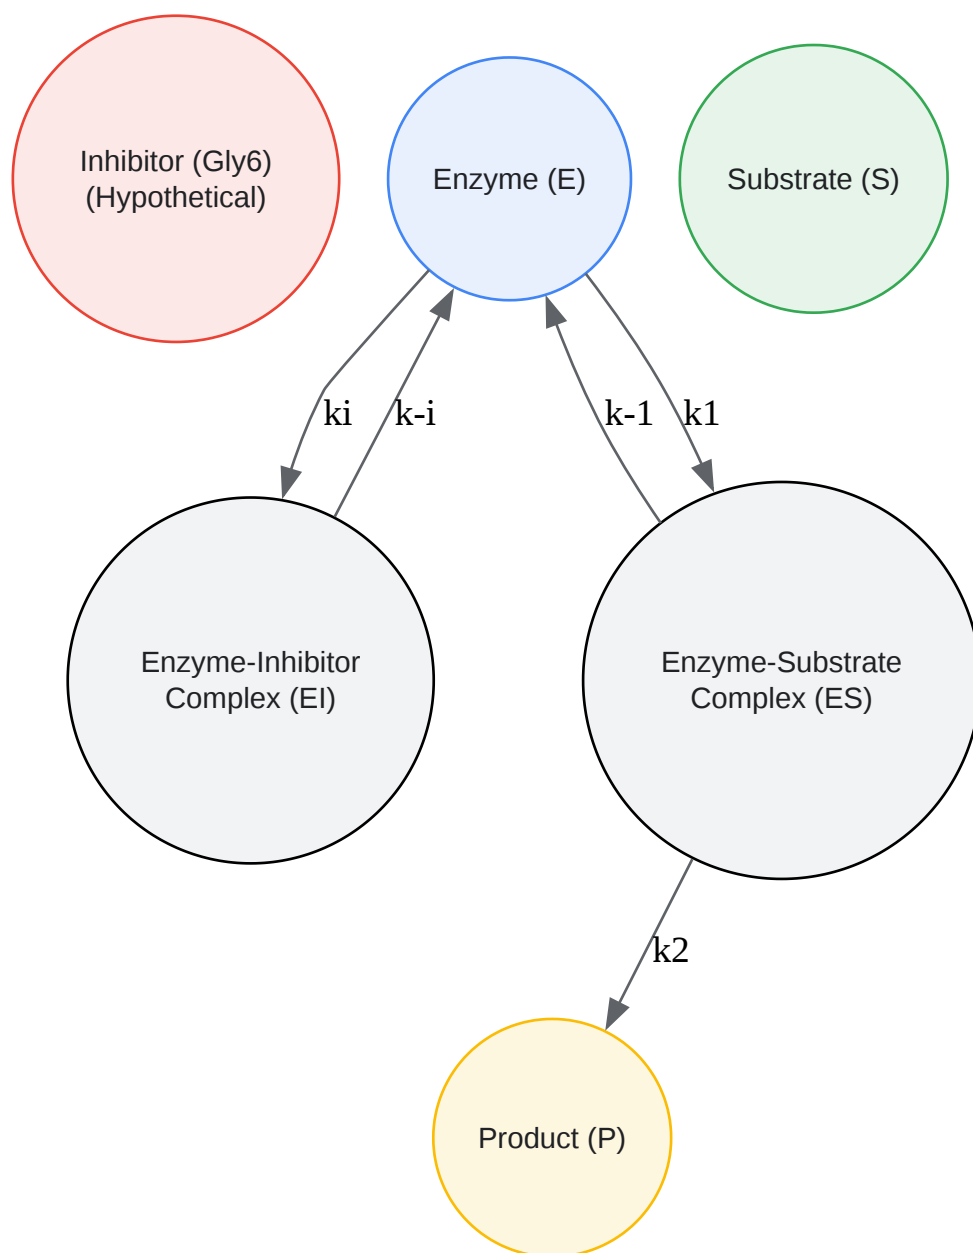 Inhibitor (Gly6)
(Hypothetical)
Enzyme (E)
Substrate (S)
ki
k-i
k-1
k1
Enzyme-Inhibitor
Complex (EI)
Enzyme-Substrate
Complex (ES)
k2
Product (P)